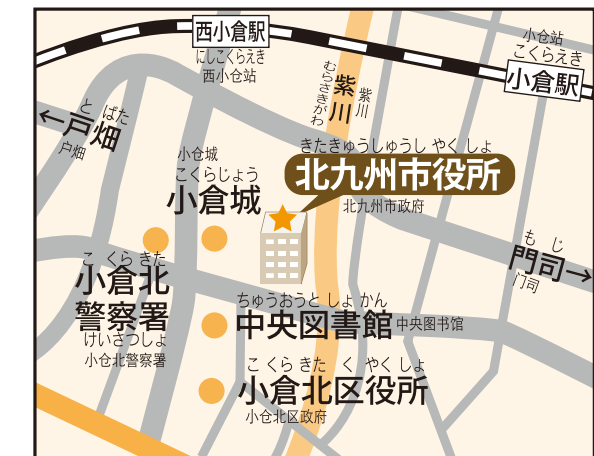 西小倉駅
にしこくらえき
西小仓站
小仓站
こくらえき
小倉駅
むらさきがわ
紫川
紫川
と ばた
←戸畑
户畑
小仓城
こくらじょう
小倉城
きたきゅうしゅうし やく しょ
北九州市役所
北九州市政府
も じ
門司→
门司
こ くら きた
小倉北
警察署
けいさつしょ
小仓北警察署
ちゅうおうと しょ かん
中央図書館
中央图书馆
こ くら きた く やく しょ
小倉北区役所
小仓北区政府